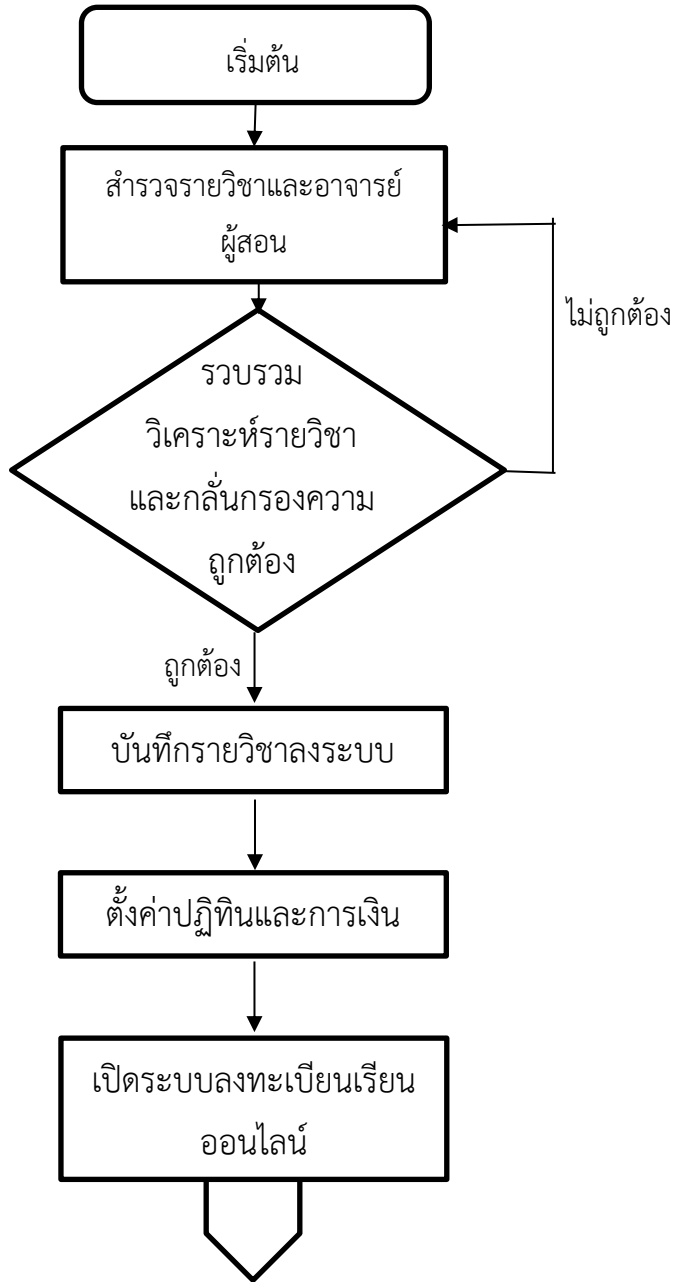 เริ่มต้น
สำรวจรายวิชาและอาจารย์
ผู้สอน
ไม่ถูกต้อง
รวบรวม
วิเคราะห์รายวิชา
และกลั่นกรองความ
ถูกต้อง
ถูกต้อง
บันทึกรายวิชาลงระบบ
ตั้งค่าปฏิทินและการเงิน
เปิดระบบลงทะเบียนเรียน
ออนไลน์